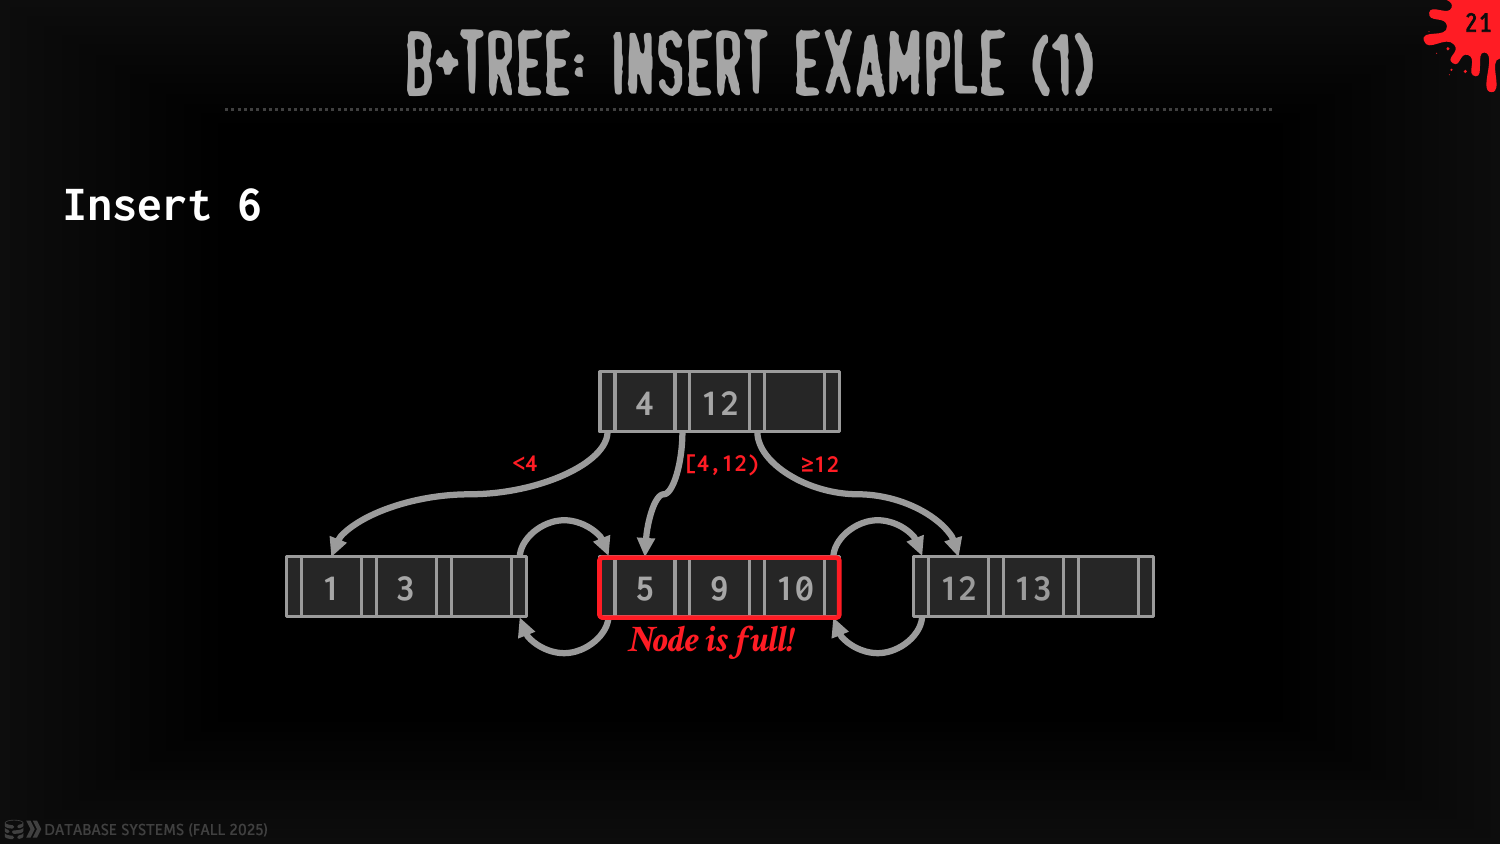 21
B+TREE: INSERT EXAMPLE (1)
Insert 6
4 12
<4 [4,12) ≥12
1 3 5 9 10 12 13
Node is full!
DATABASE SYSTEMS (FALL 2025)